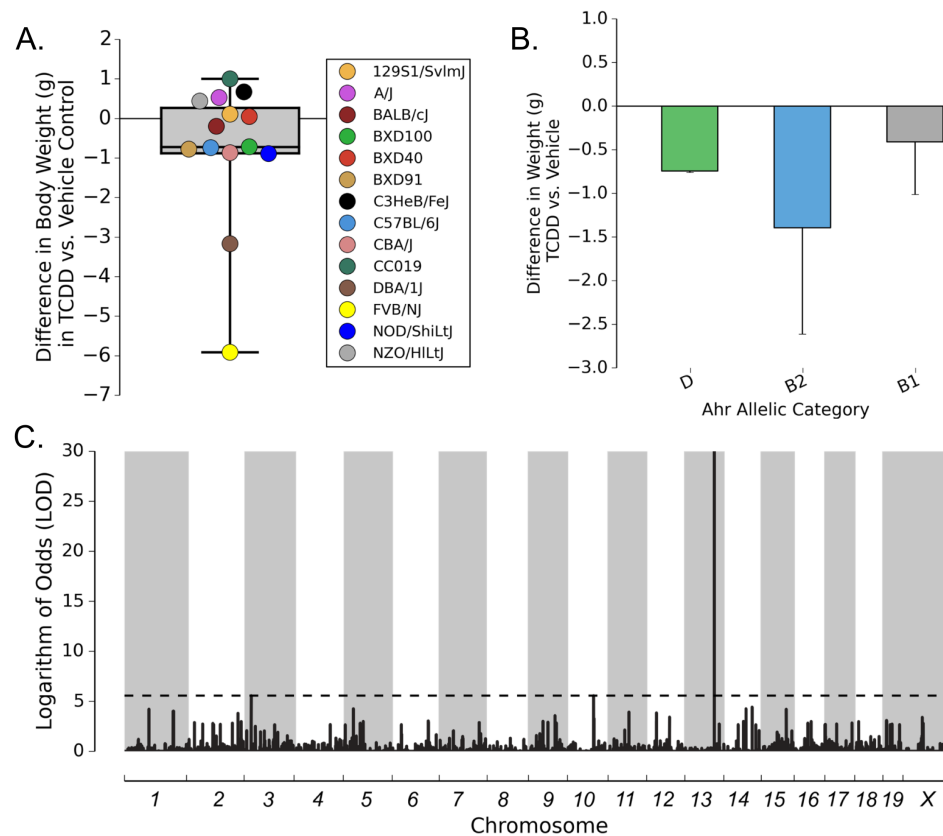 A.
Difference in Body Weight (g)
in TCDD vs. Vehicle Control
2
1
0
−1
−2
−3
−4
−5
−6
−7
129S1/SvlmJ
A/J
BALB/cJ
BXD100
BXD40
BXD91
C3HeB/FeJ
C57BL/6J
CBA/J
CC019
DBA/1J
FVB/NJ
NOD/ShiLtJ
NZO/HlLtJ
B.
Difference in Weight (g)
TCDD vs. Vehicle
1.0
0.5
0.0
−0.5
−1.0
−1.5
−2.0
−2.5
−3.0
D
B2
B1
Ahr Allelic Category
C.
Logarithm of Odds (LOD)
30
25
20
15
10
5
0
1 2 3 4 5 6 7 8 9 10 11 12 13 14 15 16 17 18 19 X
Chromosome